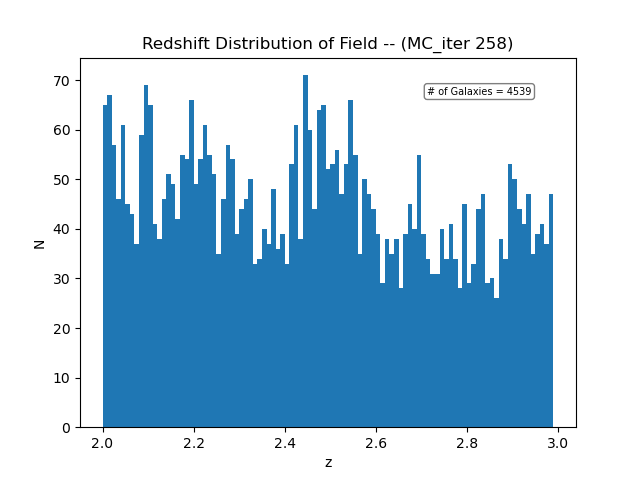 Redshift Distribution of Field -- (MC_iter 258)
# of Galaxies = 4539
70
60
50
40
30
20
10
0
N
2.0 2.2 2.4 2.6 2.8 3.0
z